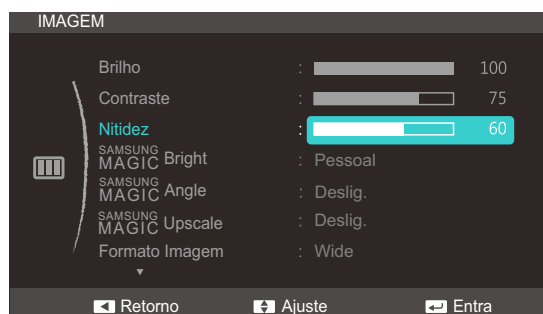 IMAGEM
Brilho : 100
Contraste : 75
Nitidez : 60
SAMSUNG MAGIC Bright : Pessoal
SAMSUNG MAGIC Angle : Deslig.
SAMSUNG MAGIC Upscale : Deslig.
Formato Imagem : Wide
Retorno Ajuste Entra